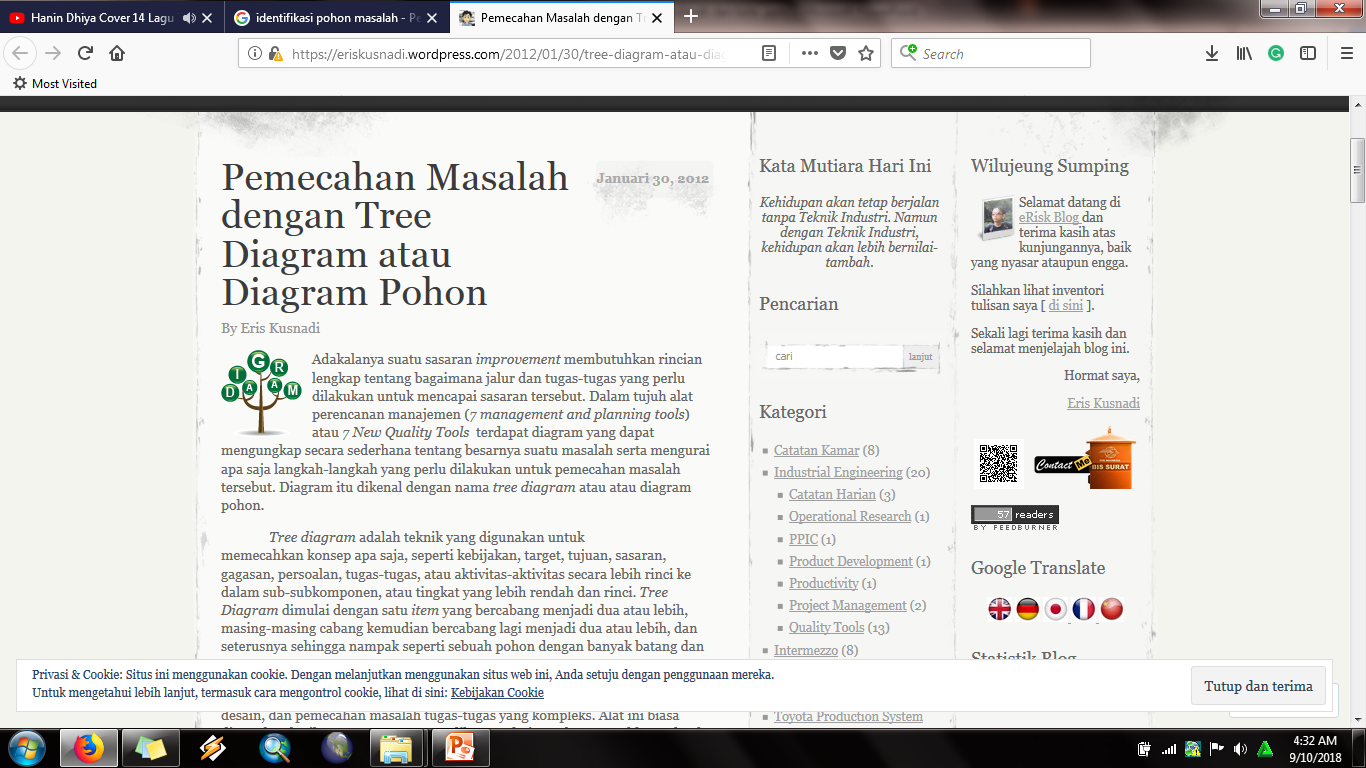 Hanin Dhiya Cover 14 Lagu
identifikasi pohon masalah - Pe
Pemecahan Masalah dengan Tr
https://eriskusnadi.wordpress.com/2012/01/30/tree-diagram-atau-dia
Search
Most Visited
Pemecahan Masalah
dengan Tree
Diagram atau
Diagram Pohon
Januari 30, 2012
By Eris Kusnadi
DIAGRAM
Adakalanya suatu sasaran improvement membutuhkan rincian
lengkap tentang bagaimana jalur dan tugas-tugas yang perlu
dilakukan untuk mencapai sasaran tersebut. Dalam tujuh alat
perencanan manajemen (7 management and planning tools)
atau 7 New Quality Tools terdapat diagram yang dapat
mengungkap secara sederhana tentang besarnya suatu masalah serta mengurai
apa saja langkah-langkah yang perlu dilakukan untuk pemecahan masalah
tersebut. Diagram itu dikenal dengan nama tree diagram atau atau diagram
pohon.
Tree diagram adalah teknik yang digunakan untuk
memecahkan konsep apa saja, seperti kebijakan, target, tujuan, sasaran,
gagasan, persoalan, tugas-tugas, atau aktivitas-aktivitas secara lebih rinci ke
dalam sub-subkomponen, atau tingkat yang lebih rendah dan rinci. Tree
Diagram dimulai dengan satu item yang bercabang menjadi dua atau lebih,
masing-masing cabang kemudian bercabang lagi menjadi dua atau lebih, dan
seterusnya sehingga nampak seperti sebuah pohon dengan banyak batang dan
desain, dan pemecahan masalah tugas-tugas yang kompleks. Alat ini biasa
Kata Mutiara Hari Ini
Kehidupan akan tetap berjalan
tanpa Teknik Industri. Namun
dengan Teknik Industri,
kehidupan akan lebih bernilai-
tambah.
Pencarian
cari
lanjut
Kategori
Catatan Kamar (8)
Industrial Engineering (20)
Catatan Harian (3)
Operational Research (1)
PPIC (1)
Product Development (1)
Productivity (1)
Project Management (2)
Quality Tools (13)
Intermezzo (8)
Toyota Production System
Wilujeung Sumping
Selamat datang di
eRisk Blog dan
terima kasih atas
kunjungannya, baik
yang nyasar ataupun engga.
Silahkan lihat inventori
tulisan saya [ di sini ].
Sekali lagi terima kasih dan
selamat menjelajah blog ini.
Hormat saya,
Eris Kusnadi
Contact Me
BIS SURAT
57 readers
BY FEEDBURNER
Google Translate
Statistik Blog
Privasi & Cookie: Situs ini menggunakan cookie. Dengan melanjutkan menggunakan situs web ini, Anda setuju dengan penggunaan mereka.
Untuk mengetahui lebih lanjut, termasuk cara mengontrol cookie, lihat di sini: Kebijakan Cookie
Tutup dan terima
4:32 AM
9/10/2018